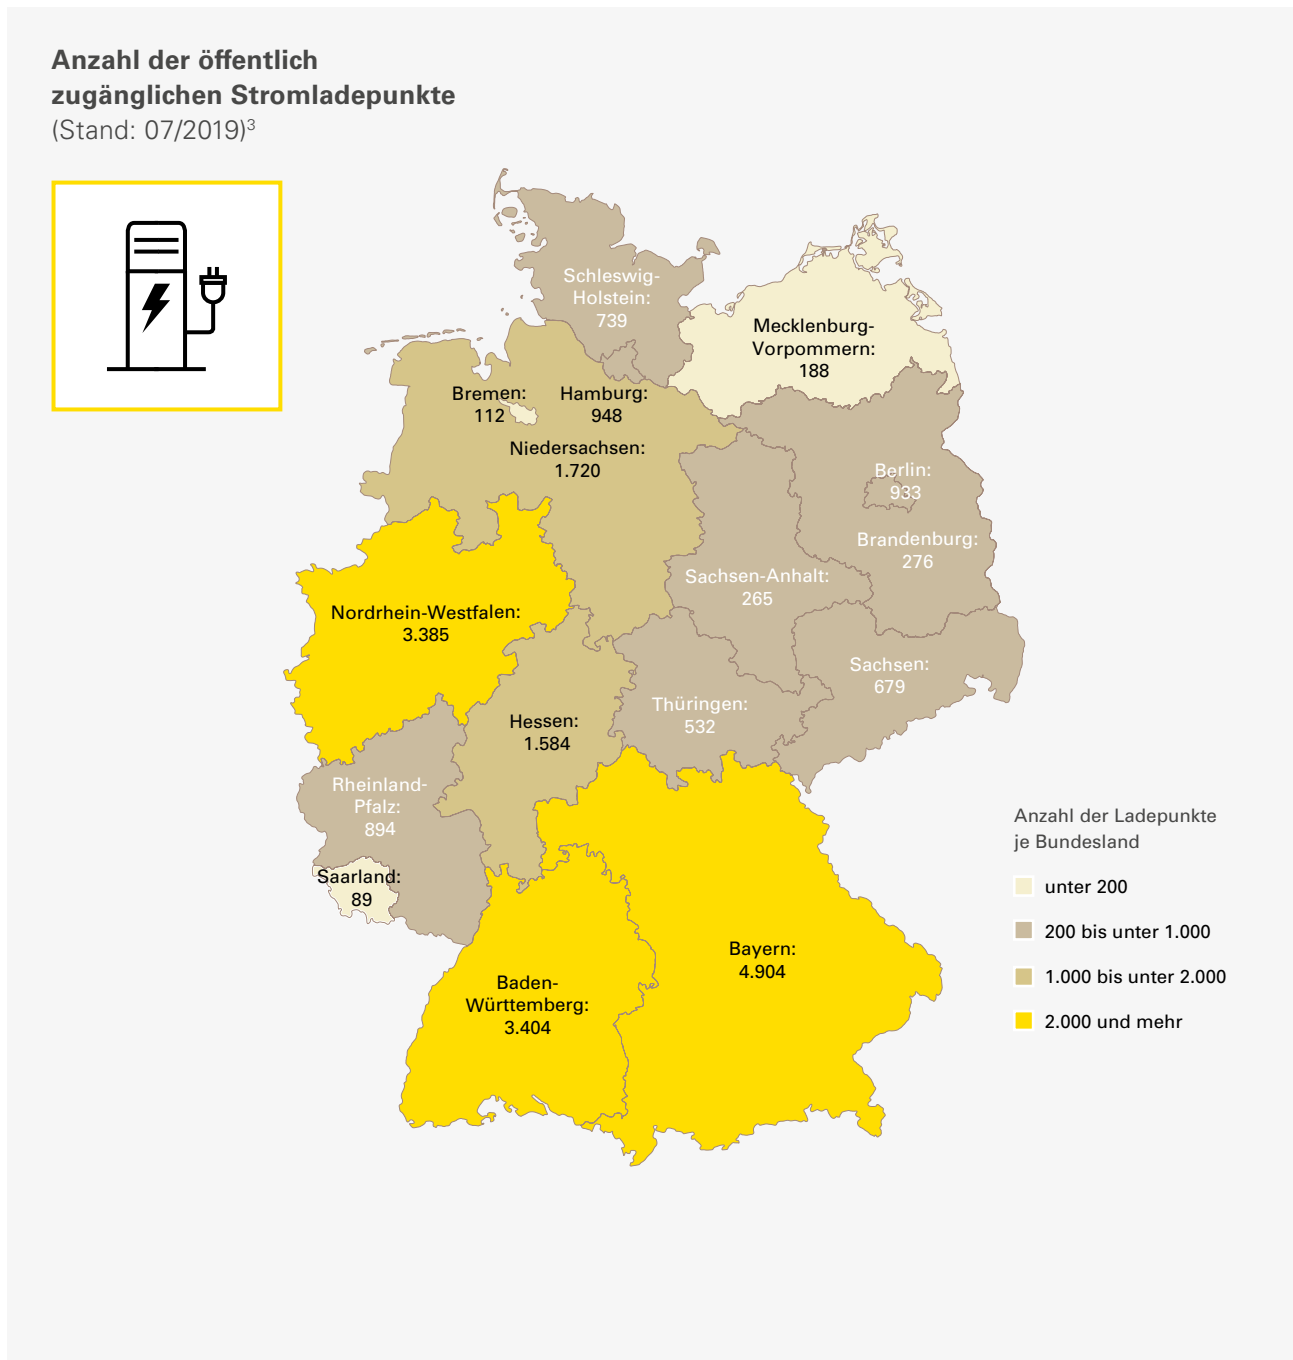 Anzahl der öffentlich
zugänglichen Stromladepunkte
(Stand: 07/2019)³
Schleswig-
Holstein:
739
Mecklenburg-
Vorpommern:
188
Bremen:
112
Hamburg:
948
Niedersachsen:
1.720
Berlin:
933
Brandenburg:
276
Sachsen-Anhalt:
265
Nordrhein-Westfalen:
3.385
Sachsen:
679
Thüringen:
532
Hessen:
1.584
Rheinland-
Pfalz:
894
Saarland:
89
Bayern:
4.904
Baden-
Württemberg:
3.404
Anzahl der Ladepunkte
je Bundesland
unter 200
200 bis unter 1.000
1.000 bis unter 2.000
2.000 und mehr